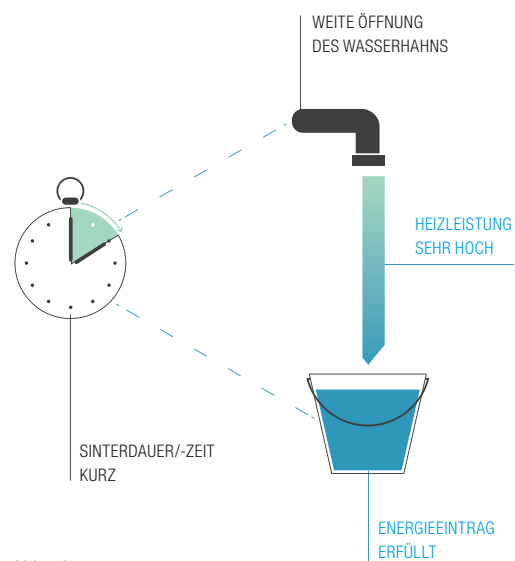 WEITE ÖFFNUNG
DES WASSERHAHNS
HEIZLEISTUNG
SEHR HOCH
SINTERDAUER/-ZEIT
KURZ
ENERGIEEINTRAG
ERFÜLLT